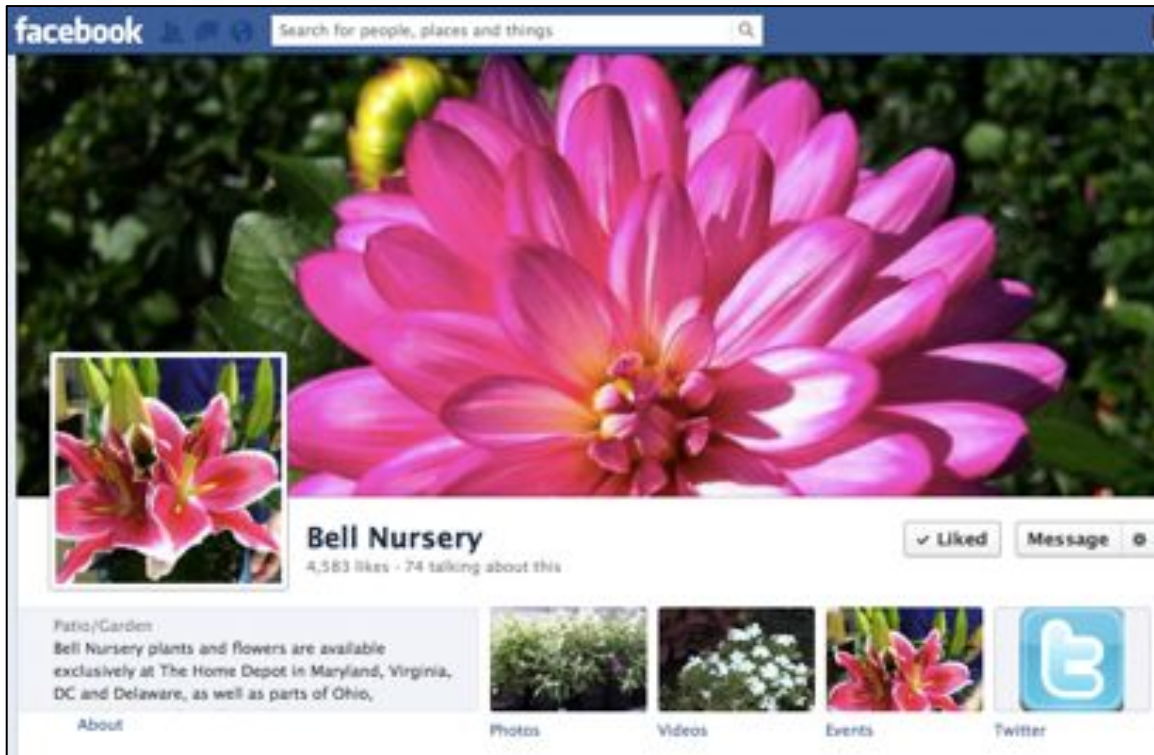 facebook
Search for people, places and things
Bell Nursery
✓ Liked
Message
4,583 likes · 74 talking about this
Patio/Garden
Bell Nursery plants and flowers are available
exclusively at The Home Depot in Maryland, Virginia,
DC and Delaware, as well as parts of Ohio,
About
Photos
Videos
Events
t
Twitter